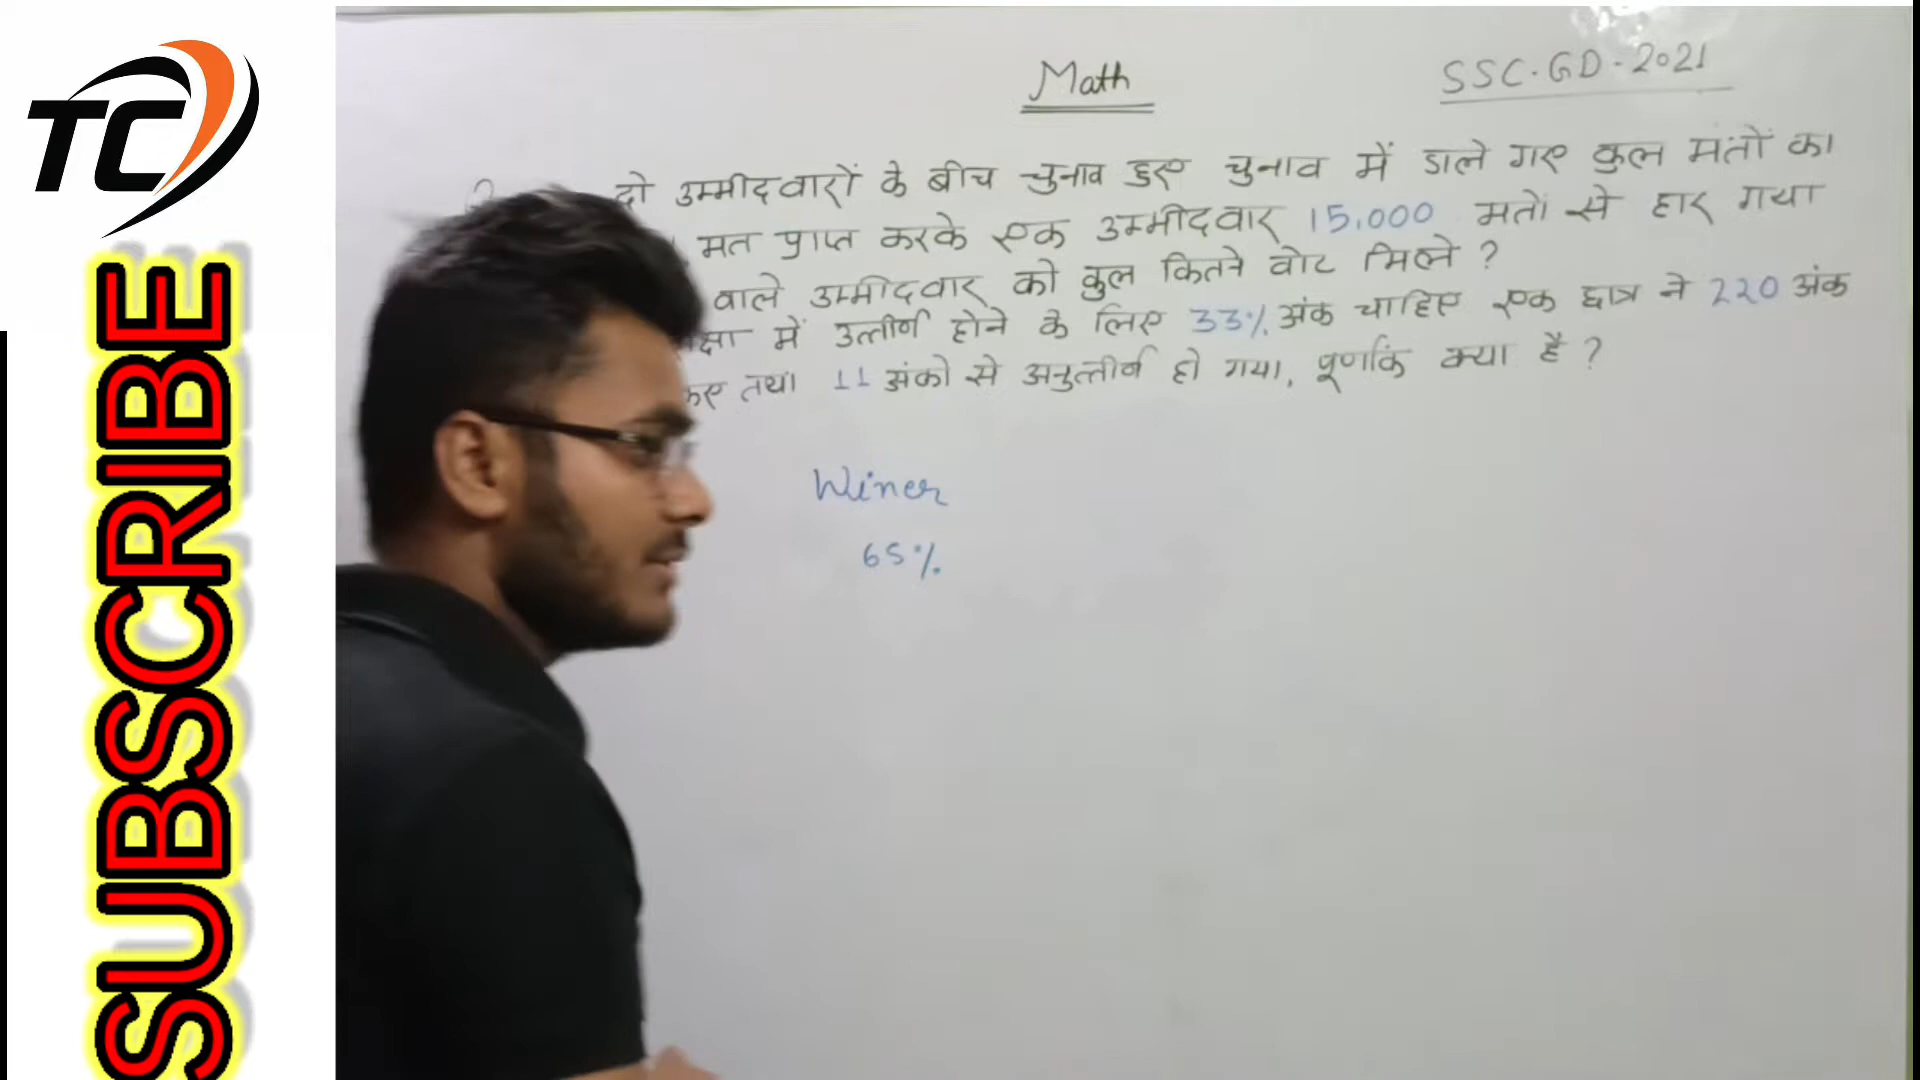 TC
SUBSCRIBE
Math
SSC.GD-2021
दो उम्मीदवारों के बीच चुनाव हुए चुनाव में डाले गए कुल मतों का
मत प्राप्त करके एक उम्मीदवार 15,000 मतों से हार गया
वाले उम्मीदवार को कुल कितने वोट मिले ?
में उत्तीर्ण होने के लिए 33% अंक चाहिए एक छात्र ने 220 अंक
तथा 11 अंको से अनुत्तीर्ण हो गया, पूर्णांक क्या है ?
Winer
65%